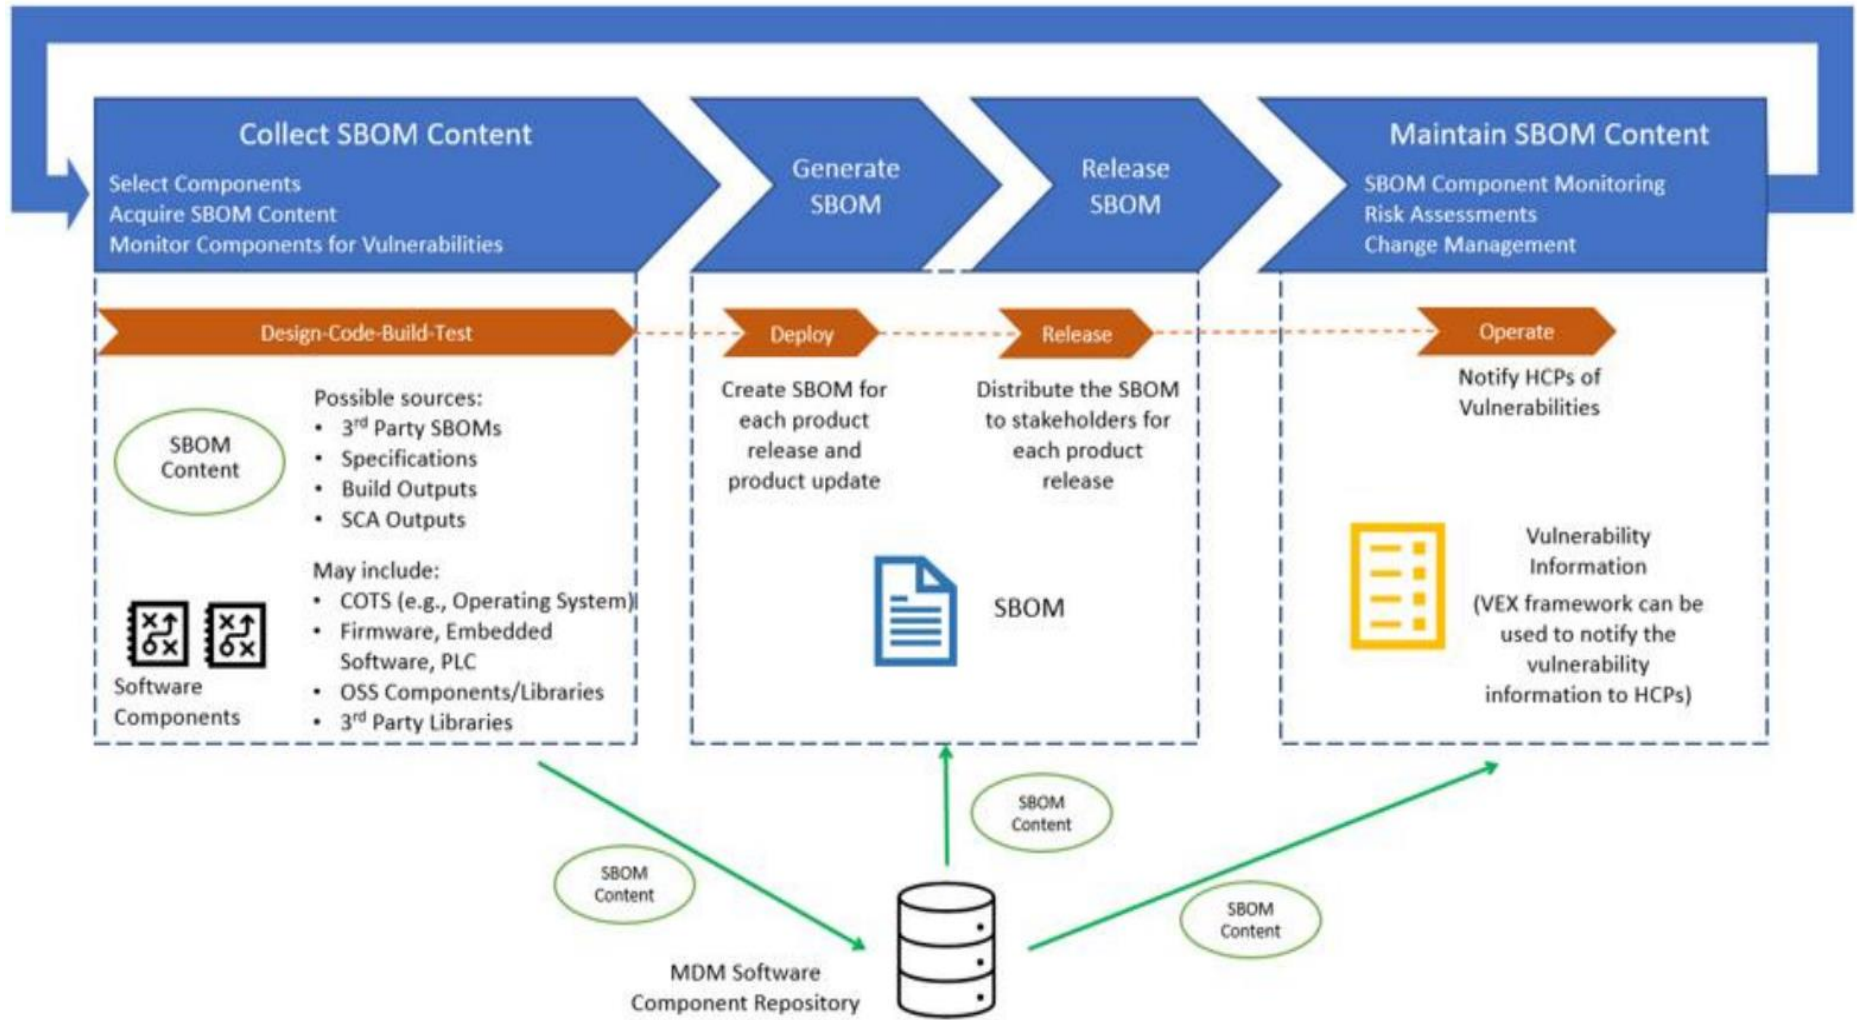 Collect SBOM Content
Select Components
Acquire SBOM Content
Monitor Components for Vulnerabilities
Generate
SBOM
Release
SBOM
Maintain SBOM Content
SBOM Component Monitoring
Risk Assessments
Change Management
Design-Code-Build-Test
Deploy
Release
Operate
SBOM
Content
Possible sources:
• 3rd Party SBOMs
• Specifications
• Build Outputs
• SCA Outputs
Software
Components
May include:
• COTS (e.g., Operating System)
• Firmware, Embedded
Software, PLC
• OSS Components/Libraries
• 3rd Party Libraries
Create SBOM for
each product
release and
product update
Distribute the SBOM
to stakeholders for
each product
release
SBOM
Notify HCPs of
Vulnerabilities
Vulnerability
Information
(VEX framework can be
used to notify the
vulnerability
information to HCPs)
SBOM
Content
SBOM
Content
SBOM
Content
MDM Software
Component Repository